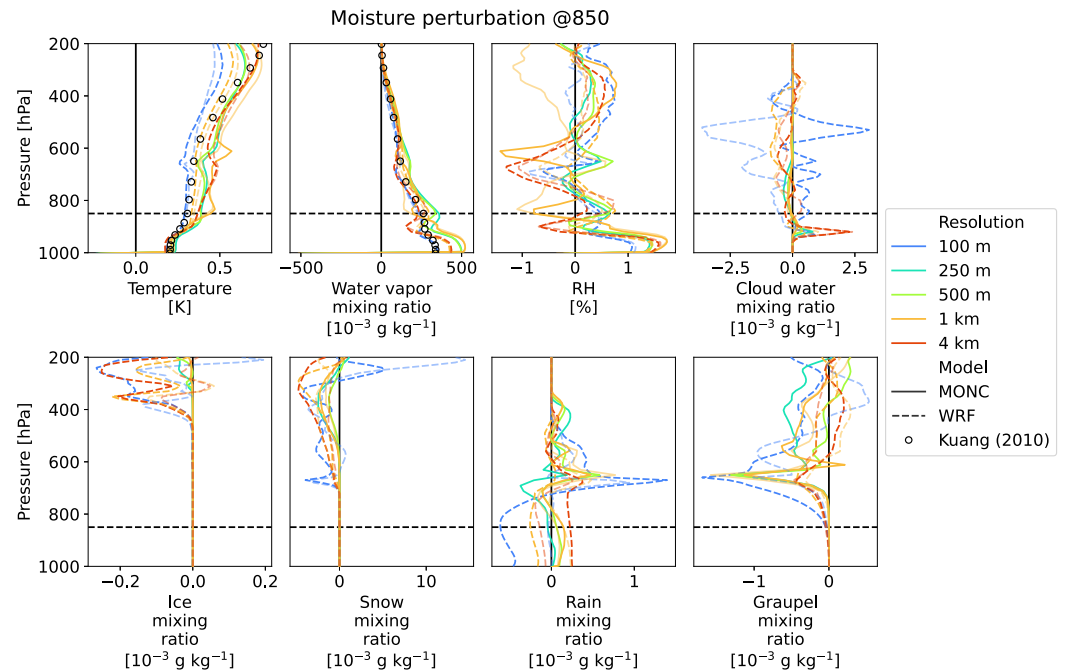 Moisture perturbation @850
Pressure [hPa]
200
400
600
800
1000
0.0 0.5
Temperature
[K]
−500 0 500
Water vapor
mixing ratio
[10⁻³ g kg⁻¹]
−1 0 1
RH
[%]
−2.5 0.0 2.5
Cloud water
mixing ratio
[10⁻³ g kg⁻¹]
Resolution
100 m
250 m
500 m
1 km
4 km
Model
MONC
WRF
Kuang (2010)
Pressure [hPa]
200
400
600
800
1000
−0.2 0.0 0.2
Ice
mixing
ratio
[10⁻³ g kg⁻¹]
0 10
Snow
mixing
ratio
[10⁻³ g kg⁻¹]
0 1
Rain
mixing
ratio
[10⁻³ g kg⁻¹]
−1 0
Graupel
mixing
ratio
[10⁻³ g kg⁻¹]